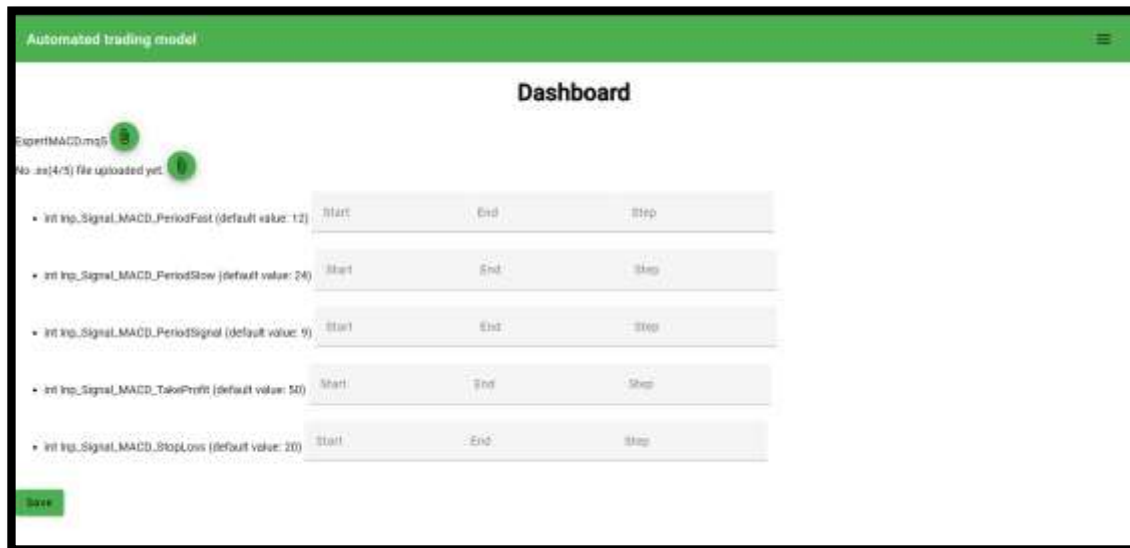 Automated trading model
Dashboard
ExpertMACD.mq5
No .ex(4/5) file uploaded yet.
int Inp_Signal_MACD_PeriodFast (default value: 12) Start End Step
int Inp_Signal_MACD_PeriodSlow (default value: 24) Start End Step
int Inp_Signal_MACD_PeriodSignal (default value: 9) Start End Step
int Inp_Signal_MACD_TakeProfit (default value: 50) Start End Step
int Inp_Signal_MACD_StopLoss (default value: 20) Start End Step
Save